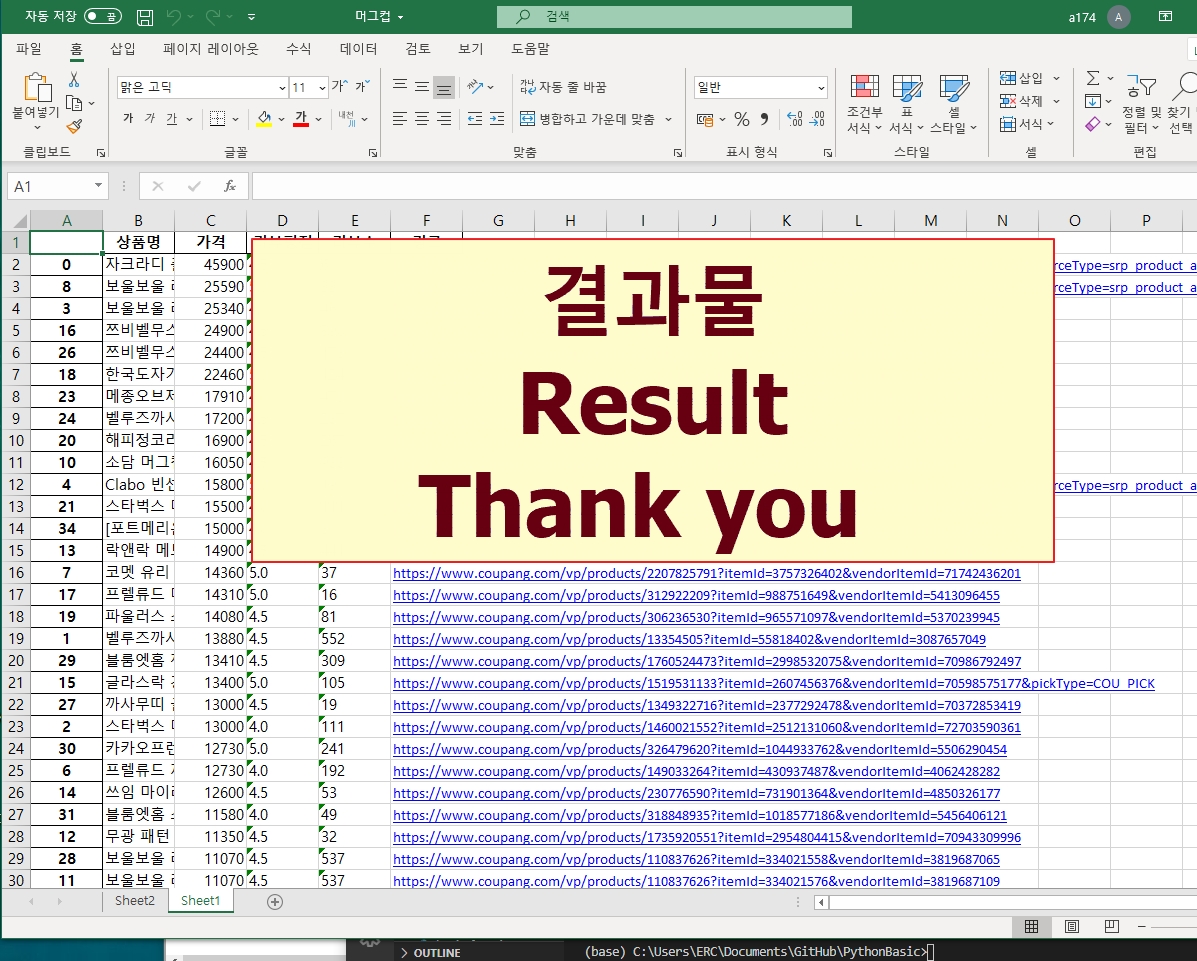 자동 저장 끔 머그컵 검색 a174 A
파일 홈 삽입 페이지 레이아웃 수식 데이터 검토 보기 도움말
붙여넣기 맑은 고딕 11 가 가 자동 줄 바꿈 일반 조건부 서식 표 서식 셀 스타일 삽입 삭제 서식 정렬 및 필터 찾기 선택
가 가 가 가 내천 병합하고 가운데 맞춤 % 
클립보드 글꼴 맞춤 표시 형식 스타일 셀 편집
A1 fx
A B C D E F G H I J K L M N O P
1 상품명 가격
결과물
Result
Thank you
2 0 자크라디 45900 rceType=srp_product_a
3 8 보울보울 25590 rceType=srp_product_a
4 3 보울보울 25340
5 16 쯔비벨무스 24900
6 26 쯔비벨무스 24400
7 18 한국도자기 22460
8 23 메종오브제 17910
9 24 벨루즈까사 17200
10 20 해피정코리 16900
11 10 소담 머그 16050
12 4 Clabo 빈센 15800 rceType=srp_product_a
13 21 스타벅스 15500
14 34 [포트메리온 15000
15 13 락앤락 메 14900
16 7 코멧 유리 14360 5.0 37 https://www.coupang.com/vp/products/2207825791?itemId=3757326402&vendorItemId=71742436201
17 17 프렐류드 14310 5.0 16 https://www.coupang.com/vp/products/312922209?itemId=988751649&vendorItemId=5413096455
18 19 파울러스 14080 4.5 81 https://www.coupang.com/vp/products/306236530?itemId=965571097&vendorItemId=5370239945
19 1 벨루즈까사 13880 4.5 552 https://www.coupang.com/vp/products/13354505?itemId=55818402&vendorItemId=3087657049
20 29 블룸엣홈 13410 4.5 309 https://www.coupang.com/vp/products/1760524473?itemId=2998532075&vendorItemId=70986792497
21 15 글라스락 13400 5.0 105 https://www.coupang.com/vp/products/1519531133?itemId=2607456376&vendorItemId=70598575177&pickType=COU_PICK
22 27 까사무띠 13000 4.5 19 https://www.coupang.com/vp/products/1349322716?itemId=2377292478&vendorItemId=70372853419
23 2 스타벅스 13000 4.0 111 https://www.coupang.com/vp/products/1460021552?itemId=2512131060&vendorItemId=72703590361
24 30 카카오프렌 12730 5.0 241 https://www.coupang.com/vp/products/326479620?itemId=1044933762&vendorItemId=5506290454
25 6 프렐류드 12730 4.0 192 https://www.coupang.com/vp/products/149033264?itemId=430937487&vendorItemId=4062428282
26 14 쓰임 마이 12600 4.5 53 https://www.coupang.com/vp/products/230776590?itemId=731901364&vendorItemId=4850326177
27 31 블룸엣홈 11580 4.0 49 https://www.coupang.com/vp/products/318848935?itemId=1018577186&vendorItemId=5456406121
28 12 무광 패턴 11350 4.5 32 https://www.coupang.com/vp/products/1735920551?itemId=2954804415&vendorItemId=70943309996
29 28 보울보울 11070 4.5 537 https://www.coupang.com/vp/products/110837626?itemId=334021558&vendorItemId=3819687065
30 11 보울보울 11070 4.5 537 https://www.coupang.com/vp/products/110837626?itemId=334021576&vendorItemId=3819687109
Sheet2 Sheet1
OUTLINE (base) C:\Users\ERC\Documents\GitHub\PythonBasic>